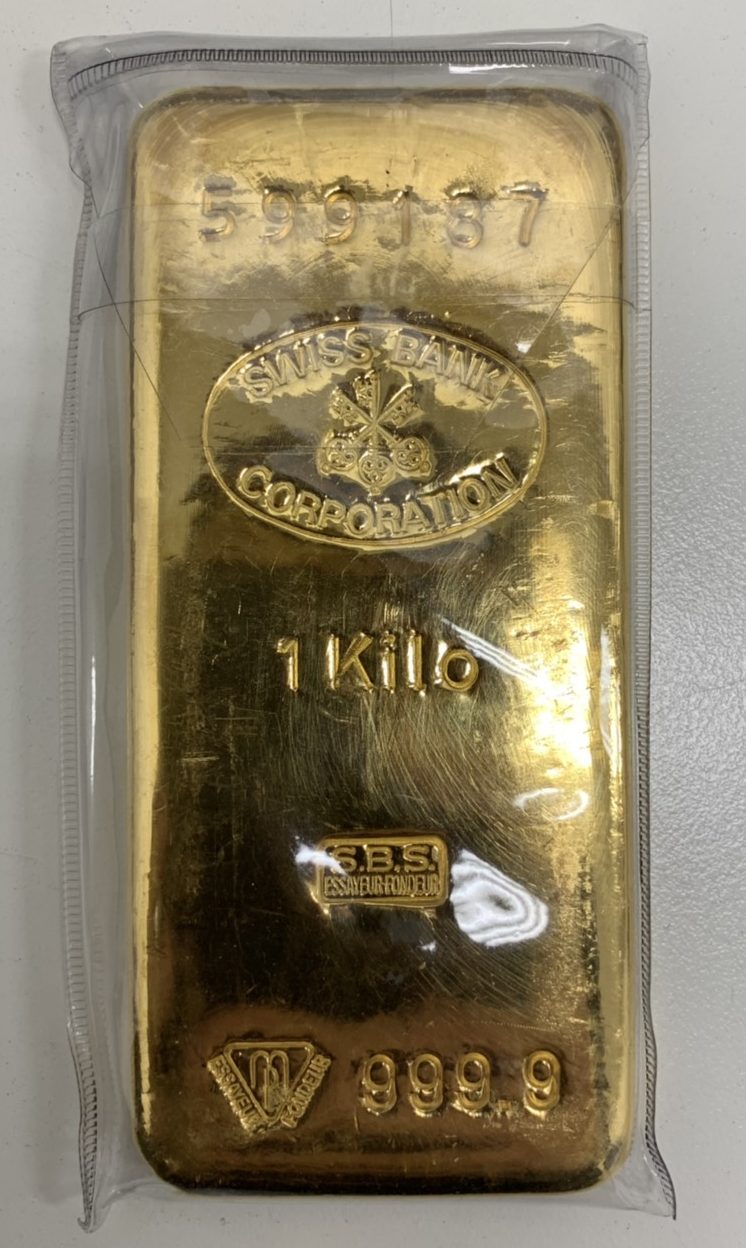 599187
SWISS BANK
CORPORATION
1 Kilo
S.B.S.
ESSAYEUR-FONDEUR
ESSAYEUR FONDEUR
999.9